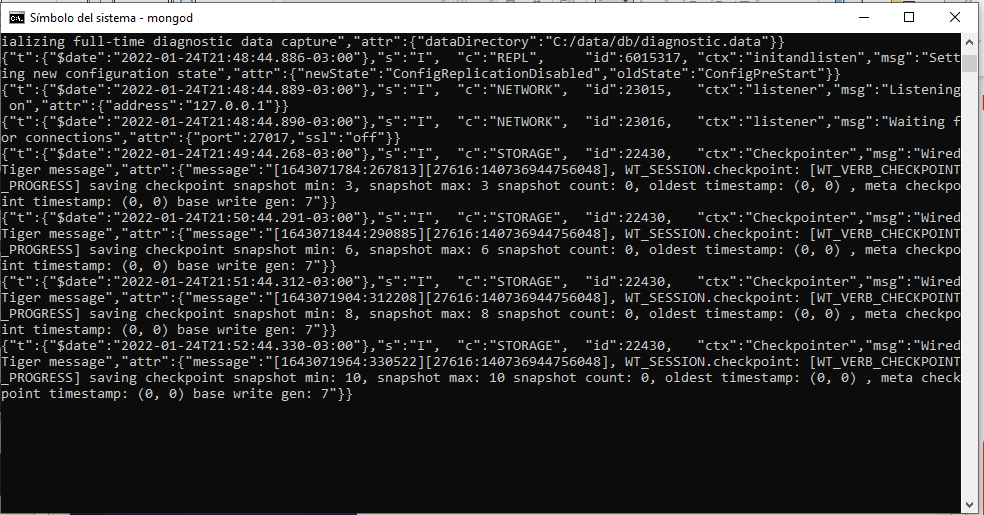 Símbolo del sistema - mongod
ializing full-time diagnostic data capture","attr":{"dataDirectory":"C:/data/db/diagnostic.data"}}
{"t":{"$date":"2022-01-24T21:48:44.886-03:00"},"s":"I",  "c":"REPL",     "id":6015317, "ctx":"initandlisten","msg":"Sett
ing new configuration state","attr":{"newState":"ConfigReplicationDisabled","oldState":"ConfigPreStart"}}
{"t":{"$date":"2022-01-24T21:48:44.889-03:00"},"s":"I",  "c":"NETWORK",  "id":23015,   "ctx":"listener","msg":"Listening
 on","attr":{"address":"127.0.0.1"}}
{"t":{"$date":"2022-01-24T21:48:44.890-03:00"},"s":"I",  "c":"NETWORK",  "id":23016,   "ctx":"listener","msg":"Waiting fo
or connections","attr":{"port":27017,"ssl":"off"}}
{"t":{"$date":"2022-01-24T21:49:44.268-03:00"},"s":"I",  "c":"STORAGE",  "id":22430,   "ctx":"Checkpointer","msg":"Wired
Tiger message","attr":{"message":"[1643071784:267813][27616:140736944756048], WT_SESSION.checkpoint: [WT_VERB_CHECKPOINT
_PROGRESS] saving checkpoint snapshot min: 3, snapshot max: 3 snapshot count: 0, oldest timestamp: (0, 0) , meta checkpo
int timestamp: (0, 0) base write gen: 7"}}
{"t":{"$date":"2022-01-24T21:50:44.291-03:00"},"s":"I",  "c":"STORAGE",  "id":22430,   "ctx":"Checkpointer","msg":"Wired
Tiger message","attr":{"message":"[1643071844:290885][27616:140736944756048], WT_SESSION.checkpoint: [WT_VERB_CHECKPOINT
_PROGRESS] saving checkpoint snapshot min: 6, snapshot max: 6 snapshot count: 0, oldest timestamp: (0, 0) , meta checkpo
int timestamp: (0, 0) base write gen: 7"}}
{"t":{"$date":"2022-01-24T21:51:44.312-03:00"},"s":"I",  "c":"STORAGE",  "id":22430,   "ctx":"Checkpointer","msg":"Wired
Tiger message","attr":{"message":"[1643071904:312208][27616:140736944756048], WT_SESSION.checkpoint: [WT_VERB_CHECKPOINT
_PROGRESS] saving checkpoint snapshot min: 8, snapshot max: 8 snapshot count: 0, oldest timestamp: (0, 0) , meta checkpo
int timestamp: (0, 0) base write gen: 7"}}
{"t":{"$date":"2022-01-24T21:52:44.330-03:00"},"s":"I",  "c":"STORAGE",  "id":22430,   "ctx":"Checkpointer","msg":"Wired
Tiger message","attr":{"message":"[1643071964:330522][27616:140736944756048], WT_SESSION.checkpoint: [WT_VERB_CHECKPOINT
_PROGRESS] saving checkpoint snapshot min: 10, snapshot max: 10 snapshot count: 0, oldest timestamp: (0, 0) , meta check
point timestamp: (0, 0) base write gen: 7"}}